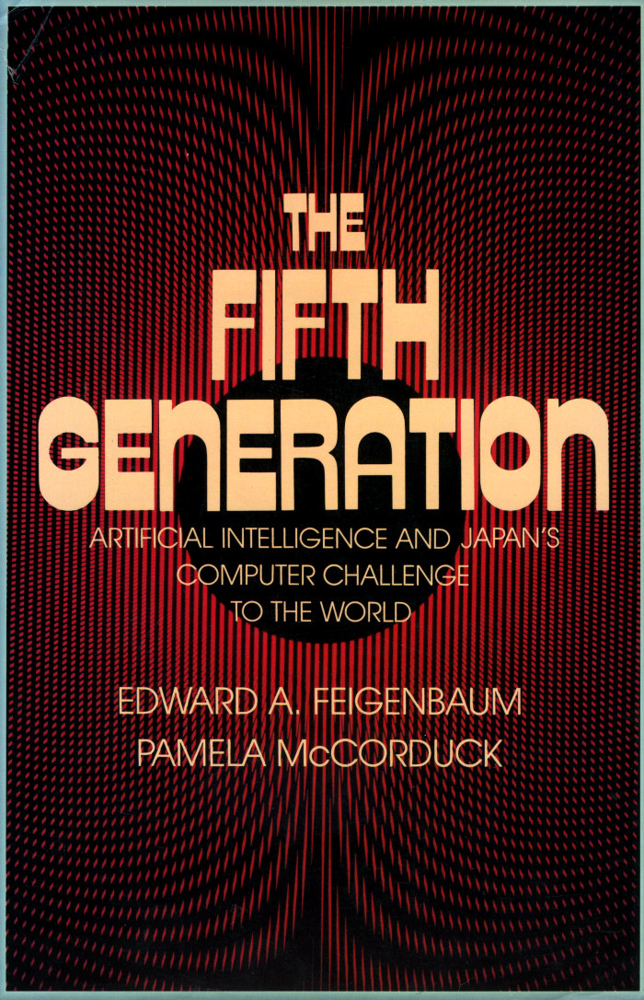 THE
FIFTH
GENERATION
ARTIFICIAL INTELLIGENCE AND JAPAN'S
COMPUTER CHALLENGE
TO THE WORLD
EDWARD A. FEIGENBAUM
PAMELA McCORDUCK